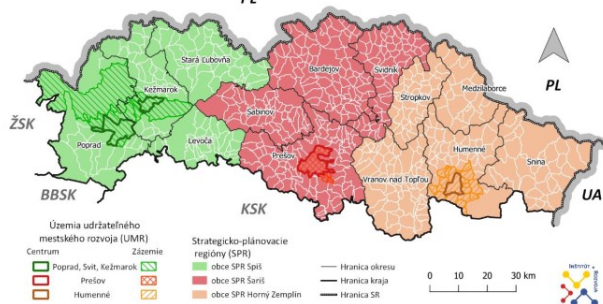 PL
Stará Ľubovňa
Bardejov
Svidník
Kežmarok
Stropkov
Medzilaborce
PL
ŽSK
Sabinov
Poprad
Levoča
Prešov
Humenné
Snina
Vranov nad Topľou
BBSK
KSK
UA
Územia udržateľného
mestského rozvoja (UMR)
Centrum
Zázemie
Poprad, Svit, Kežmarok
Prešov
Humenné
Strategicko-plánovacie
regióny (SPR)
obce SPR Spiš
obce SPR Šariš
obce SPR Horný Zemplín
Hranica okresu
Hranica kraja
Hranica SR
0 10 20 30 km